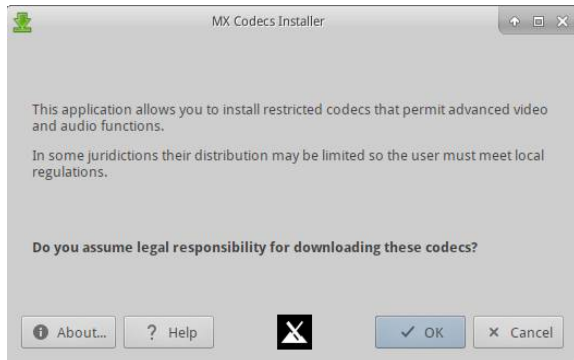 MX Codecs Installer
This application allows you to install restricted codecs that permit advanced video
and audio functions.
In some juridictions their distribution may be limited so the user must meet local
regulations.
Do you assume legal responsibility for downloading these codecs?
About... ? Help OK Cancel